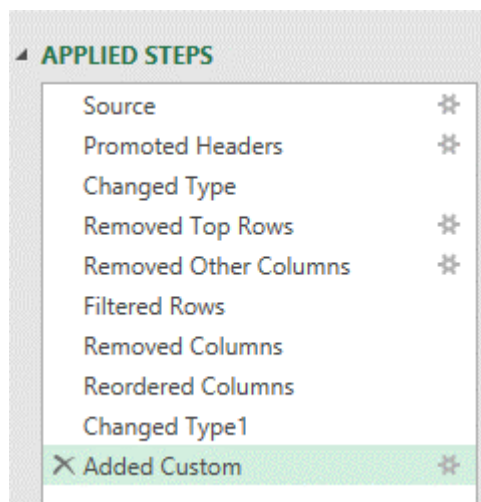 APPLIED STEPS
Source
Promoted Headers
Changed Type
Removed Top Rows
Removed Other Columns
Filtered Rows
Removed Columns
Reordered Columns
Changed Type1
Added Custom